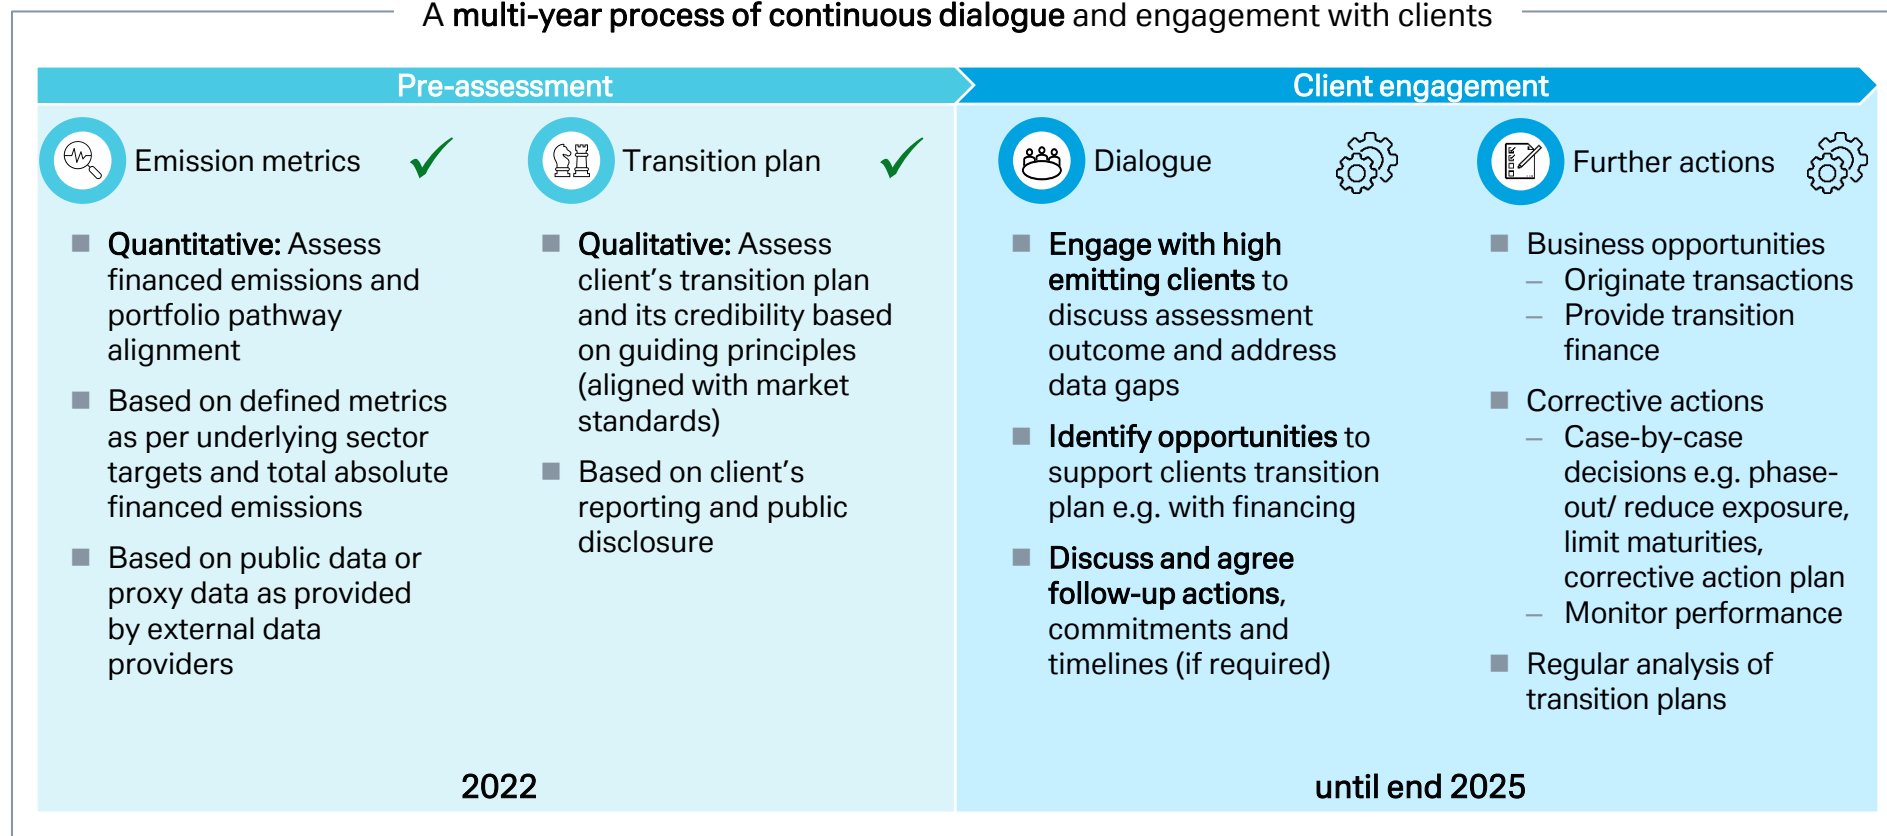 A multi-year process of continuous dialogue and engagement with clients
Pre-assessment
Emission metrics
■ Quantitative: Assess
financed emissions and
portfolio pathway
alignment
■ Based on defined metrics
as per underlying sector
targets and total absolute
financed emissions
■ Based on public data or
proxy data as provided
by external data
providers
Transition plan
■ Qualitative: Assess
client's transition plan
and its credibility based
on guiding principles
(aligned with market
standards)
■ Based on client's
reporting and public
disclosure
2022
Client engagement
Dialogue
■ Engage with high
emitting clients to
discuss assessment
outcome and address
data gaps
■ Identify opportunities to
support clients transition
plan e.g. with financing
■ Discuss and agree
follow-up actions,
commitments and
timelines (if required)
Further actions
■ Business opportunities
– Originate transactions
– Provide transition
finance
■ Corrective actions
– Case-by-case
decisions e.g. phase-
out/ reduce exposure,
limit maturities,
corrective action plan
– Monitor performance
■ Regular analysis of
transition plans
until end 2025